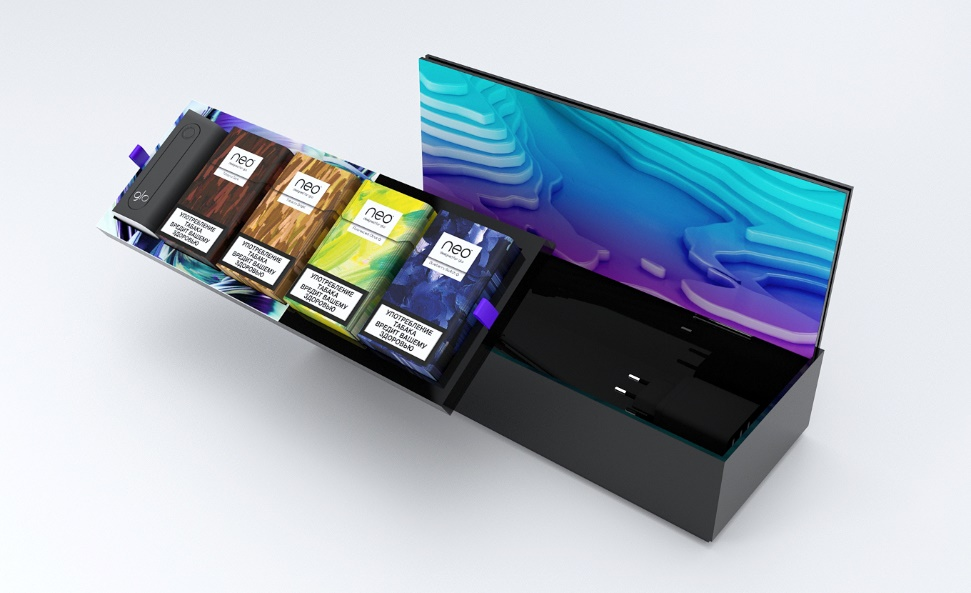 glo
neo
УПОТРЕБЛЕНИЕ
ТАБАКА
ВРЕДИТ ВАШЕМУ
ЗДОРОВЬЮ
neo
УПОТРЕБЛЕНИЕ
ТАБАКА
ВРЕДИТ ВАШЕМУ
ЗДОРОВЬЮ
neo
УПОТРЕБЛЕНИЕ
ТАБАКА
ВРЕДИТ ВАШЕМУ
ЗДОРОВЬЮ
neo
УПОТРЕБЛЕНИЕ
ТАБАКА
ВРЕДИТ ВАШЕМУ
ЗДОРОВЬЮ